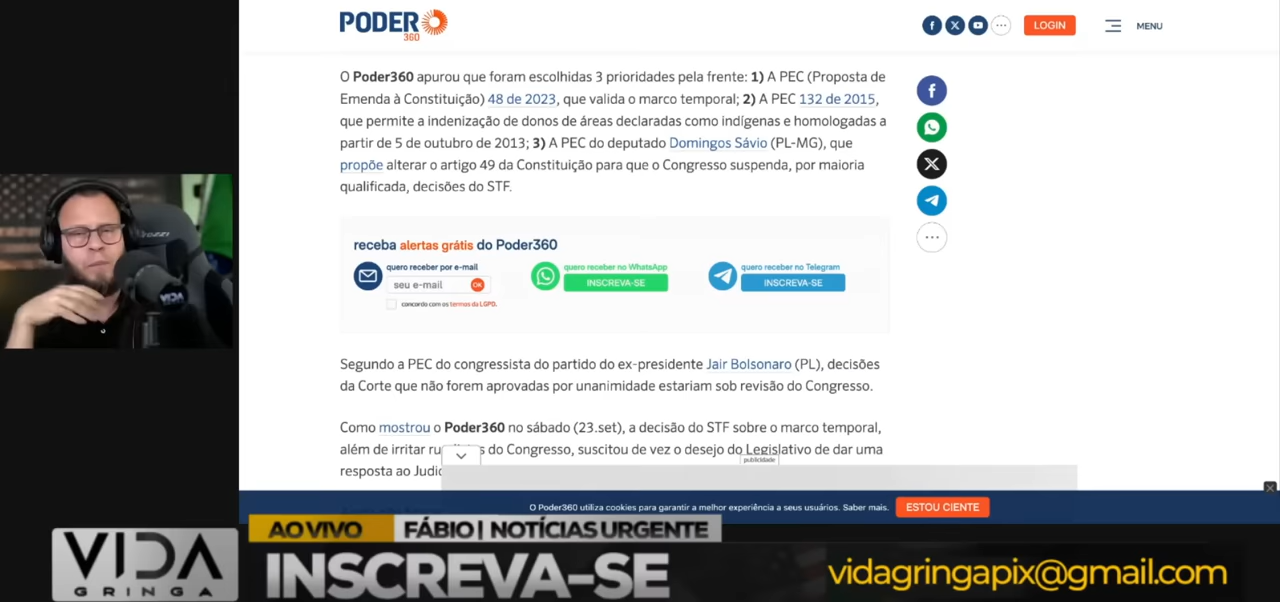 PODER
360
LOGIN
MENU
O Poder360 apurou que foram escolhidas 3 prioridades pela frente: 1) A PEC (Proposta de
Emenda à Constituição) 48 de 2023, que valida o marco temporal; 2) A PEC 132 de 2015,
que permite a indenização de donos de áreas declaradas como indígenas e homologadas a
partir de 5 de outubro de 2013; 3) A PEC do deputado Domingos Sávio (PL-MG), que
propõe alterar o artigo 49 da Constituição para que o Congresso suspenda, por maioria
qualificada, decisões do STF.
receba alertas grátis do Poder360
quero receber por e-mail
seu e-mail
OK
concordo com os termos da LGPD.
quero receber no WhatsApp
INSCREVA-SE
quero receber no Telegram
INSCREVA-SE
Segundo a PEC do congressista do partido do ex-presidente Jair Bolsonaro (PL), decisões
da Corte que não forem aprovadas por unanimidade estariam sob revisão do Congresso.
Como mostrou o Poder360 no sábado (23.set), a decisão do STF sobre o marco temporal,
além de irritar do Congresso, suscitou de vez o desejo do Legislativo de dar uma
resposta ao
publicidade
O Poder360 utiliza cookies para garantir a melhor experiência a seus usuários. Saber mais.
ESTOU CIENTE
VIDA
VIDA
GRINGA
AO VIVO
FÁBIO | NOTÍCIAS URGENTE
INSCREVA-SE
vidagringapix@gmail.com